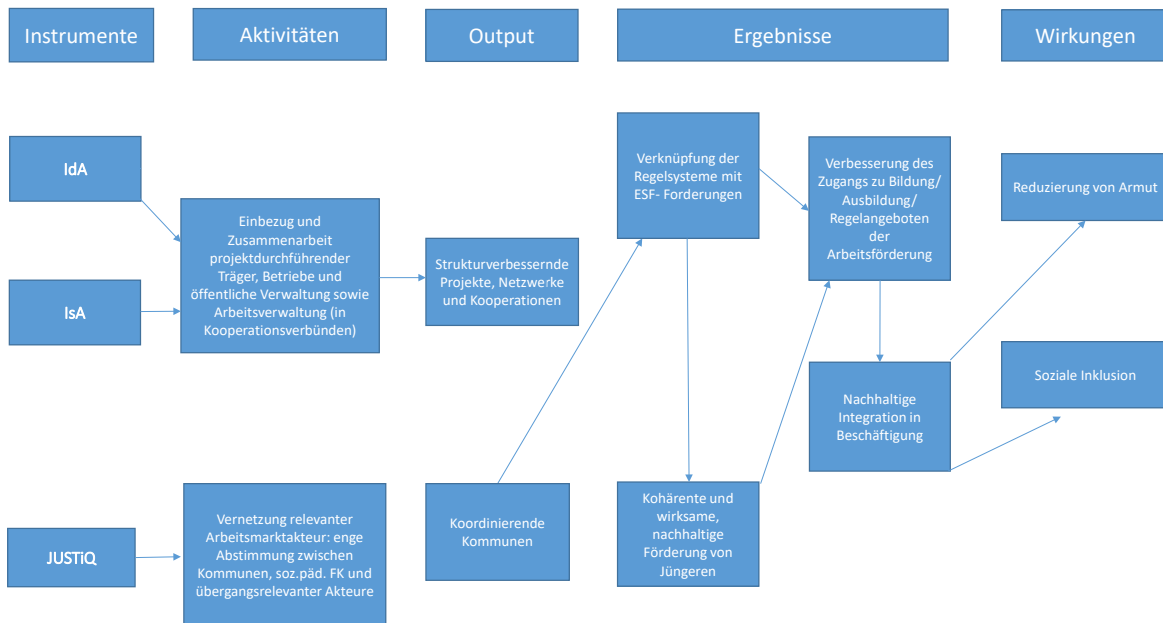 Instrumente
Aktivitäten
Output
Ergebnisse
Wirkungen
IdA
IsA
JUSTiQ
Einbezug und
Zusammenarbeit
projektdurchführender
Träger, Betriebe und
öffentliche Verwaltung sowie
Arbeitsverwaltung (in
Kooperationsverbünden)
Vernetzung relevanter
Arbeitsmarktakteur: enge
Abstimmung zwischen
Kommunen, soz.päd. FK und
übergangsrelevanter Akteure
Strukturverbessernde
Projekte, Netzwerke
und Kooperationen
Koordinierende
Kommunen
Verknüpfung der
Regelsysteme mit
ESF- Forderungen
Kohärente und
wirksame,
nachhaltige
Förderung von
Jüngeren
Verbesserung des
Zugangs zu Bildung/
Ausbildung/
Regelangeboten
der
Arbeitsförderung
Nachhaltige
Integration in
Beschäftigung
Reduzierung von Armut
Soziale Inklusion